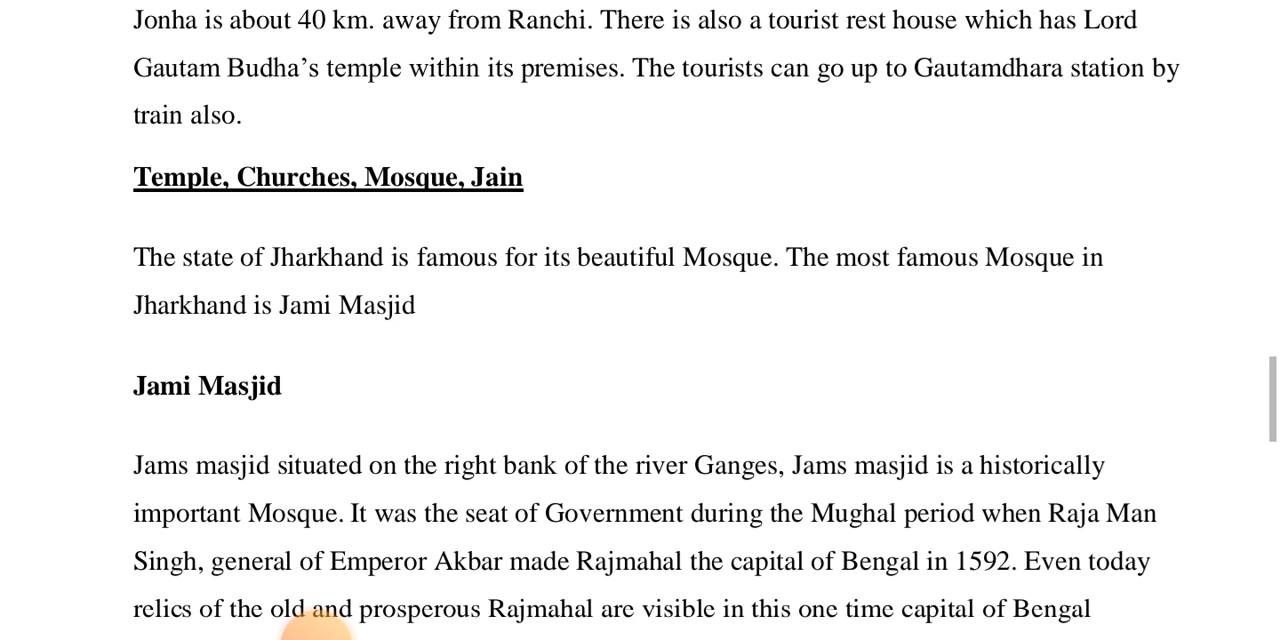 Jonha is about 40 km. away from Ranchi. There is also a tourist rest house which has Lord
Gautam Budha’s temple within its premises. The tourists can go up to Gautamdhara station by
train also.
Temple, Churches, Mosque, Jain
The state of Jharkhand is famous for its beautiful Mosque. The most famous Mosque in
Jharkhand is Jami Masjid
Jami Masjid
Jams masjid situated on the right bank of the river Ganges, Jams masjid is a historically
important Mosque. It was the seat of Government during the Mughal period when Raja Man
Singh, general of Emperor Akbar made Rajmahal the capital of Bengal in 1592. Even today
relics of the old and prosperous Rajmahal are visible in this one time capital of Bengal